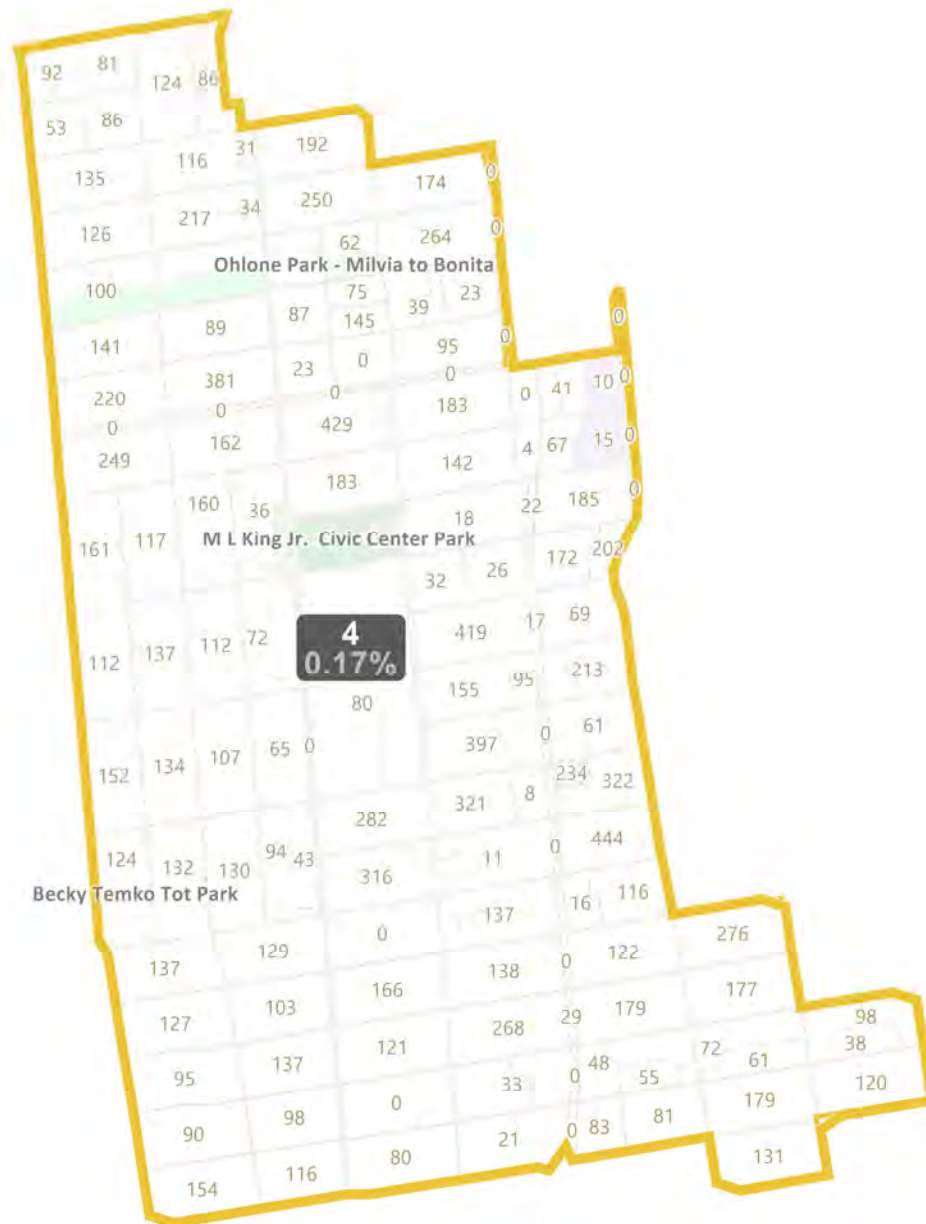 92 81 124 86
53 86
135 116 31 192
126 217 34 250 174 0
62 264 0
Ohlone Park - Milvia to Bonita
100 75 39 23
141 89 87 145 95 0 0
220 381 23 0 0
0 0 0 183 0 41 10 0
249 162 429 142 4 67 15 0
160 36 183 18 22 185 0
161 117
M L King Jr. Civic Center Park
32 26 172 202
112 137 112 72 419 17 69
4
0.17%
80 155 95 213
152 134 107 65 0 397 0 61
282 321 8 234 322
124 132 130 94 43 316 11 0 444
Becky Temko Tot Park
137 129 0 137 16 116
127 103 166 138 0 122 276
95 137 121 268 29 179 177 98
90 98 0 33 0 48 55 72 61 38
154 116 80 21 0 83 81 179 120
131